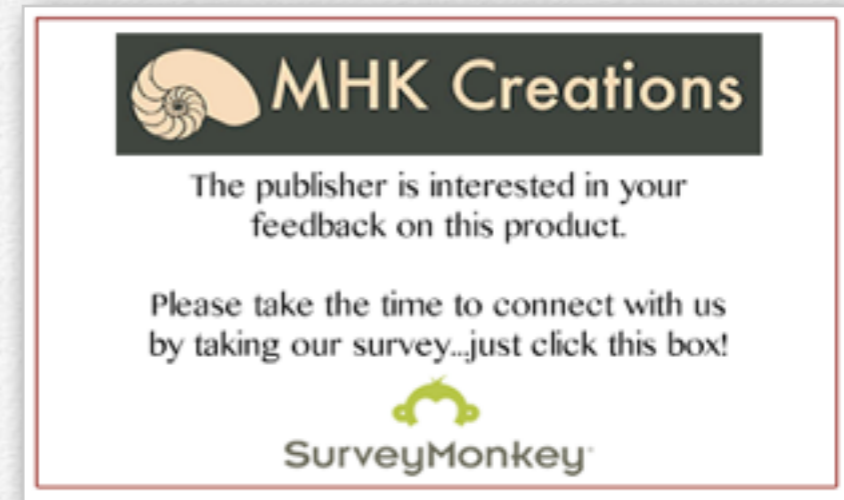 MHK Creations
The publisher is interested in your
feedback on this product.
Please take the time to connect with us
by taking our survey...just click this box!
SurveyMonkey